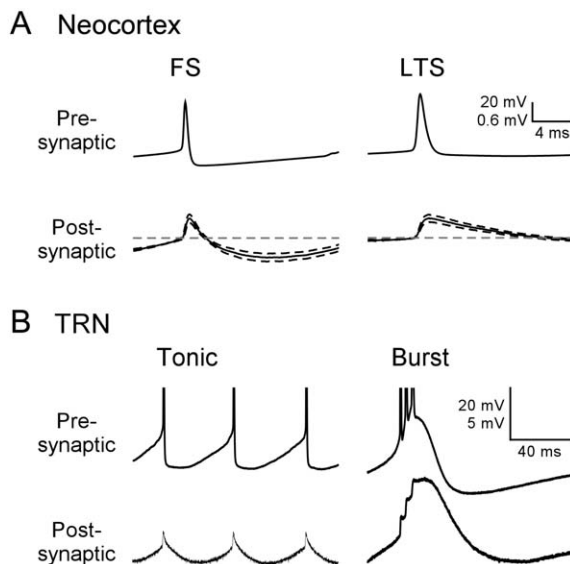 A Neocortex
FS
LTS
Pre-
synaptic
20 mV
0.6 mV
4 ms
Post-
synaptic
B TRN
Tonic
Burst
Pre-
synaptic
20 mV
5 mV
40 ms
Post-
synaptic